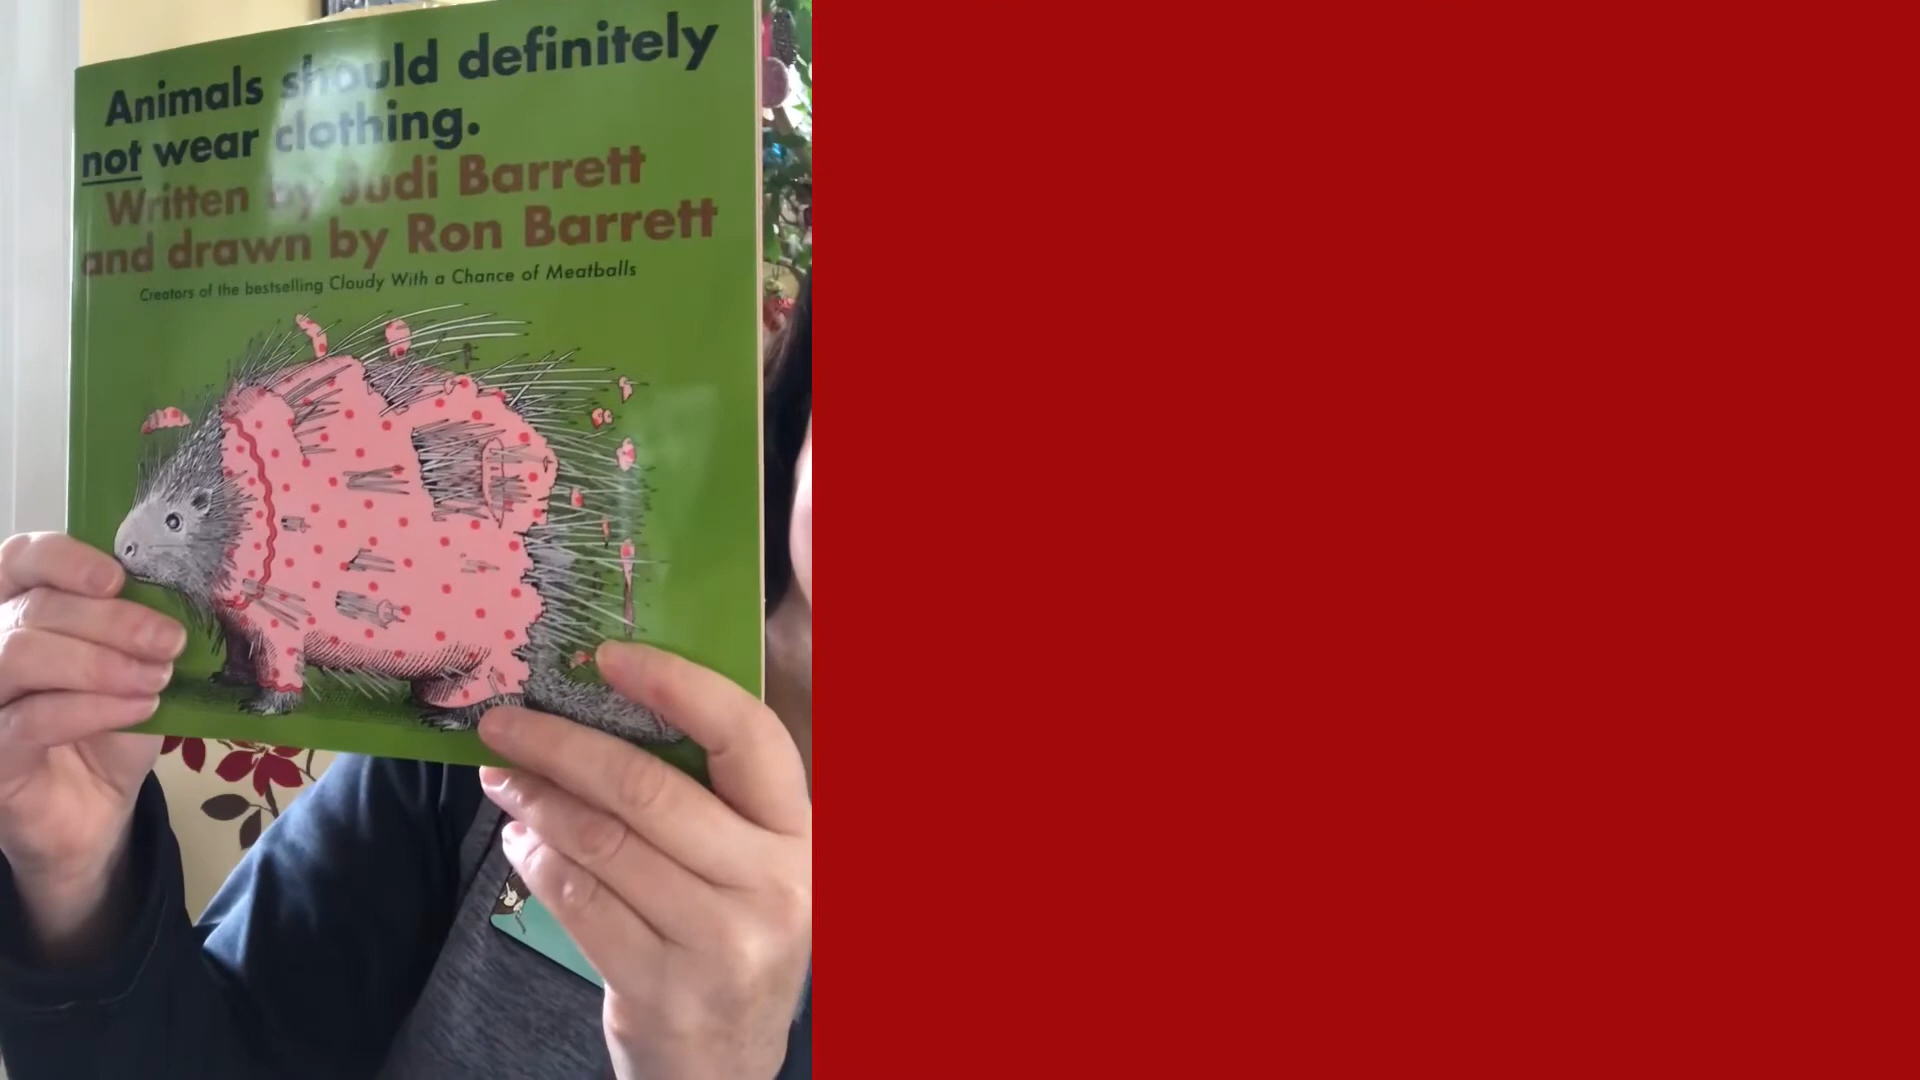 Animals should definitely
not wear clothing.
Written by Judi Barrett
and drawn by Ron Barrett
Creators of the bestselling Cloudy With a Chance of Meatballs